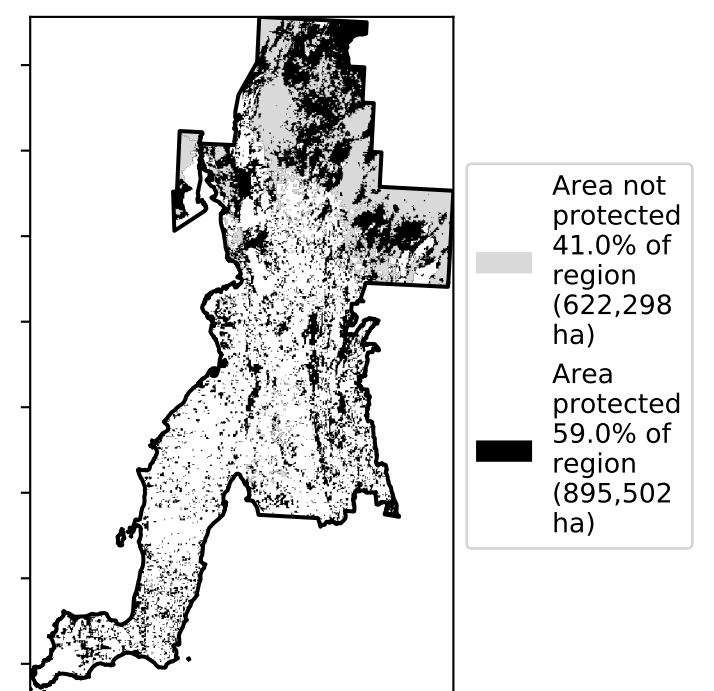 Area not
protected
41.0% of
region
(622,298
ha)
Area
protected
59.0% of
region
(895,502
ha)